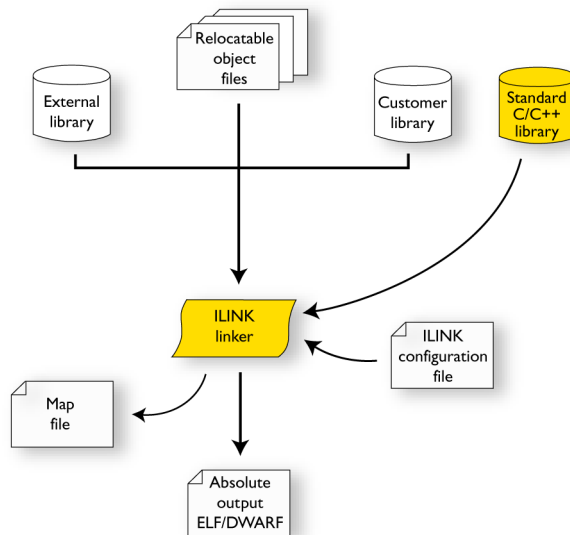 Relocatable
object
files
External
library
Customer
library
Standard
C/C++
library
ILINK
linker
ILINK
configuration
file
Map
file
Absolute
output
ELF/DWARF